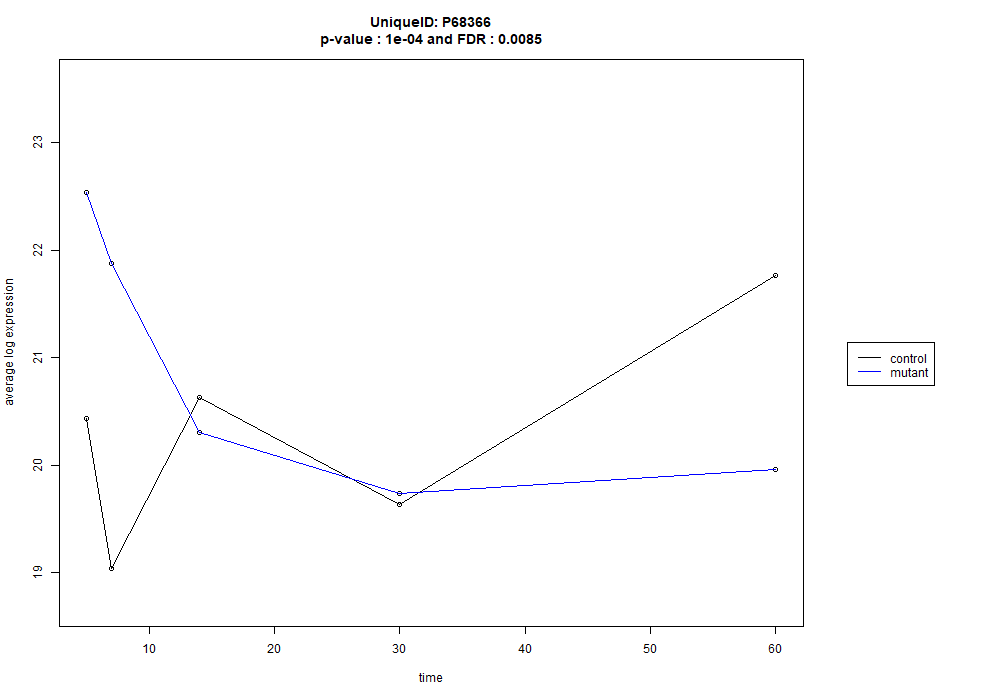 UniqueID: P68366
p-value : 1e-04 and FDR : 0.0085
average log expression
23
22
21
20
19
10
20
30
40
50
60
time
control
mutant